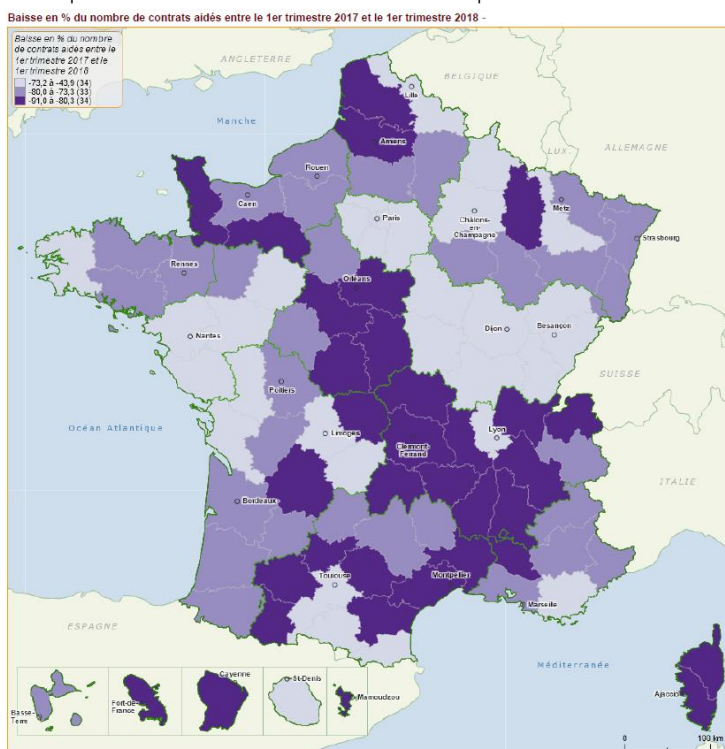 Baisse en % du nombre de contrats aidés entre le 1er trimestre 2017 et le 1er trimestre 2018 -
Baisse en % du nombre
de contrats aidés entre le
1er trimestre 2017 et le
1er trimestre 2018
-73,2 à -43,9 (34)
-80,0 à -73,3 (33)
-91,0 à -80,3 (34)
ANGLETERRE
BELGIQUE
Lille
Manche
Amiens
LUX.
ALLEMAGNE
Rouen
Caen
Paris
Châlons-
en-
Champagne
Metz
Strasbourg
Rennes
Orléans
Nantes
Dijon
Besançon
SUISSE
Poitiers
Océan Atlantique
Limoges
Clermont-
Ferrand
Lyon
ITALIE
Bordeaux
Toulouse
Montpellier
Marseille
ESPAGNE
Méditerranée
Ajaccio
Basse-
Terre
Fort-de-
France
Cayenne
St-Denis
Mamoudzou
0 100 km